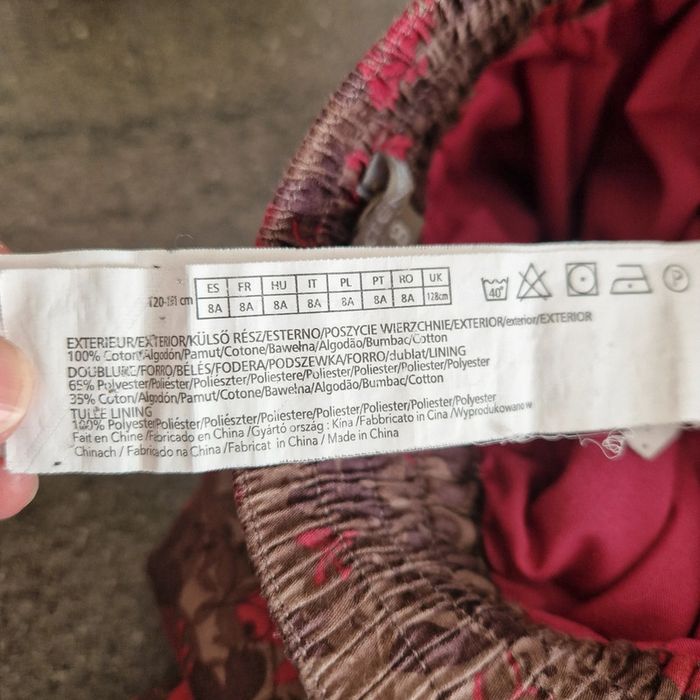 ES FR HU IT PL PT RO UK
120-131 cm 8A 8A 8A 8A 8A 8A 8A 128cm
40°
P
EXTERIEUR/EXTERIOR/KÜLSÖ RÉSZ/ESTERNO/POSZYCIE WIERZCHNIE/EXTERIOR/exterior/EXTERIOR
100% Coton/Algodón/Pamut/Cotone/Bawełna/Algodão/Bumbac/Cotton
DOUBLURE/FORRO/BÉLÉS/FODERA/PODSZEWKA/FORRO/dublat/LINING
65% Polyester/Poliéster/Poliészter/Poliestere/Poliester/Poliester/Poliester/Polyester
35% Coton/Algodón/Pamut/Cotone/Bawełna/Algodão/Bumbac/Cotton
TULLE LINING
100% Polyester/Poliéster/Poliészter/Poliestere/Poliester/Poliester/Poliester/Polyester
Fait en Chine /Fabricado en China /Gyártó ország : Kína /Fabbricato in Cina /Wyprodukowano w
Chinach / Fabricado na China /Fabricat in China / Made in China